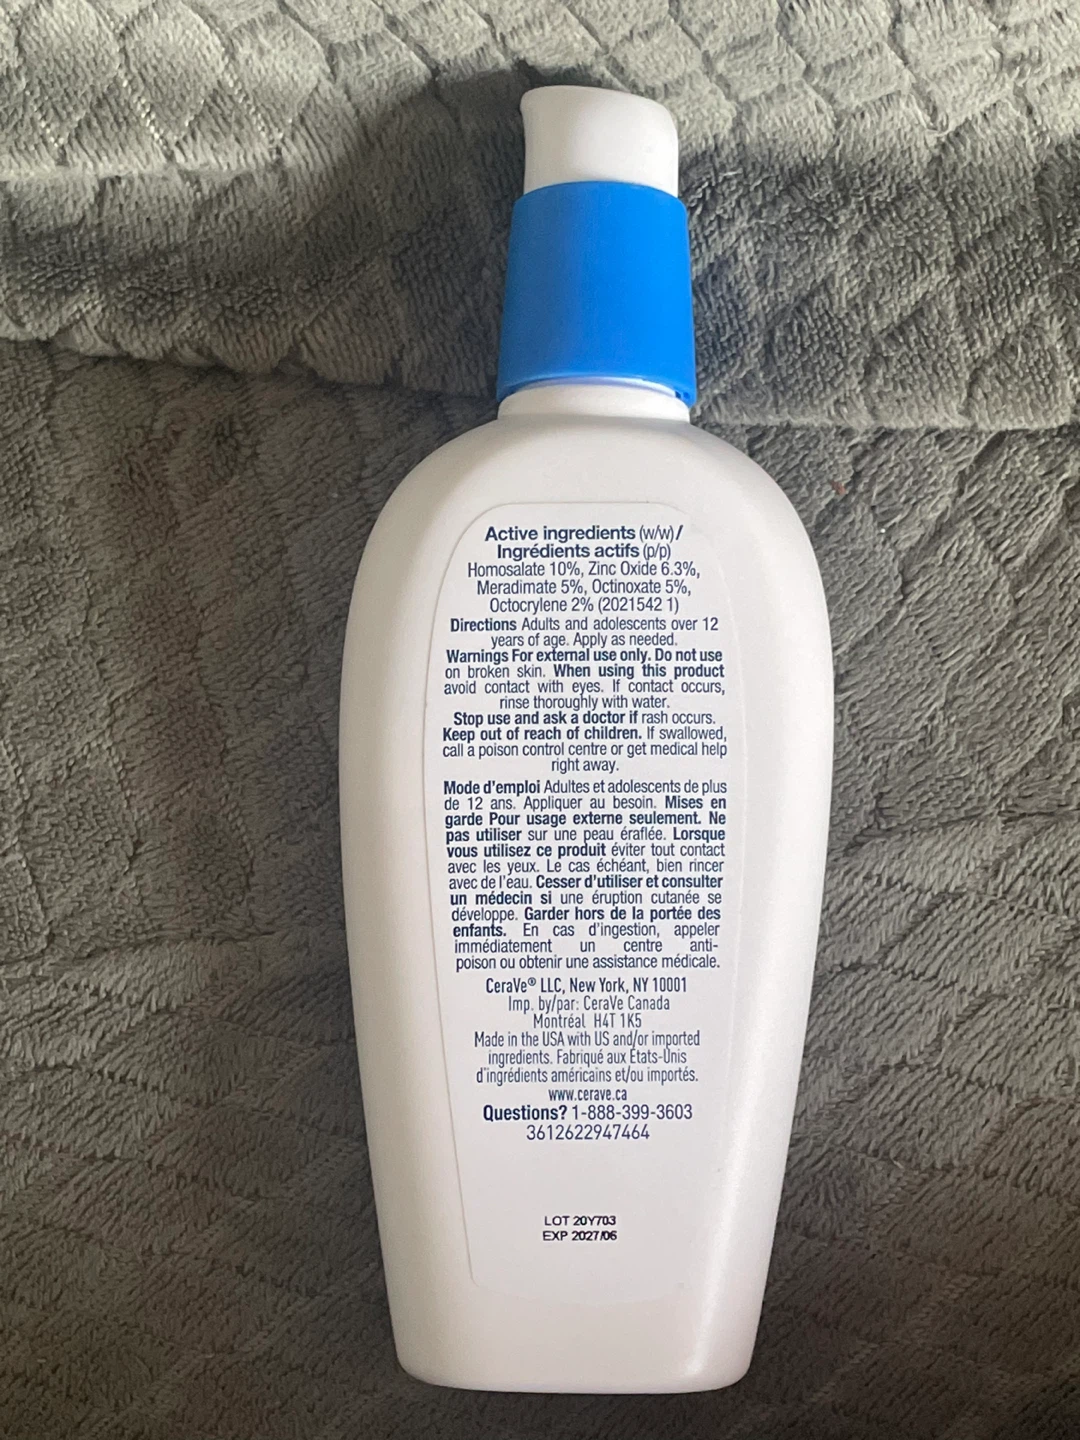 Active ingredients (w/w)/
Ingrédients actifs (p/p)
Homosalate 10%, Zinc Oxide 6.3%,
Meradimate 5%, Octinoxate 5%,
Octocrylene 2% (2021542 1)
Directions Adults and adolescents over 12
years of age. Apply as needed.
Warnings For external use only. Do not use
on broken skin. When using this product
avoid contact with eyes. If contact occurs,
rinse thoroughly with water.
Stop use and ask a doctor if rash occurs.
Keep out of reach of children. If swallowed,
call a poison control centre or get medical help
right away.
Mode d'emploi Adultes et adolescents de plus
de 12 ans. Appliquer au besoin. Mises en
garde Pour usage externe seulement. Ne
pas utiliser sur une peau éraflée. Lorsque
vous utilisez ce produit éviter tout contact
avec les yeux. Le cas échéant, bien rincer
avec de l'eau. Cesser d'utiliser et consulter
un médecin si une éruption cutanée se
développe. Garder hors de la portée des
enfants. En cas d'ingestion, appeler
immédiatement un centre anti-
poison ou obtenir une assistance médicale.
CeraVe® LLC, New York, NY 10001
Imp. by/par: CeraVe Canada
Montréal H4T 1K5
Made in the USA with US and/or imported
ingredients. Fabriqué aux États-Unis
d'ingrédients américains et/ou importés.
www.cerave.ca
Questions? 1-888-399-3603
3612622947464
LOT 20Y703
EXP 2027/06